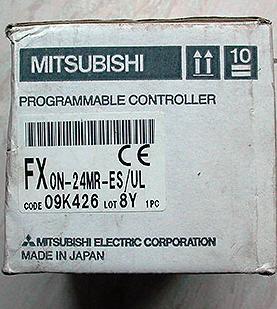 MITSUBISHI 10
PROGRAMMABLE CONTROLLER
CE
FX0N-24MR-ES/UL
CODE 09K426 LOT 8Y 1PC
MITSUBISHI ELECTRIC CORPORATION
MADE IN JAPAN